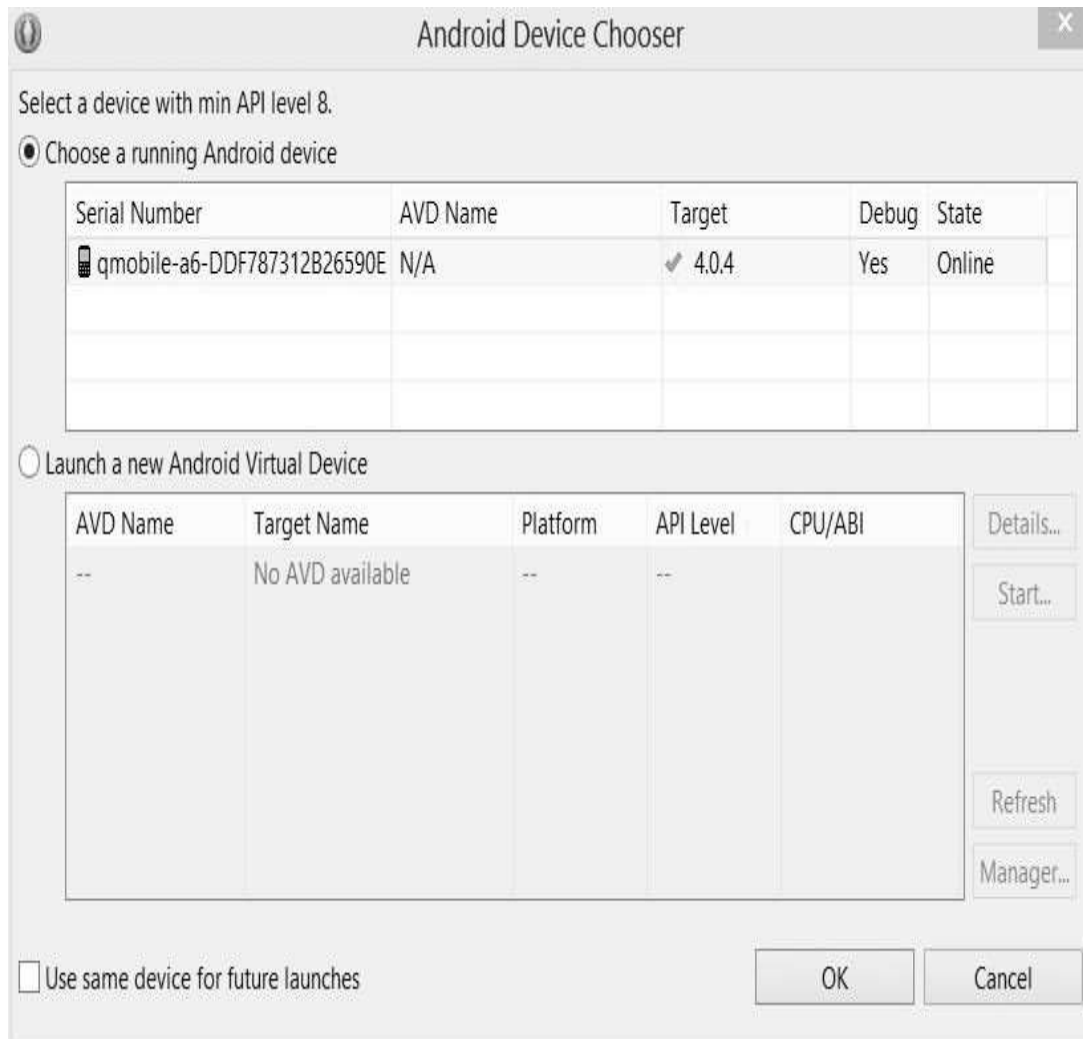 Android Device Chooser
X
Select a device with min API level 8.
Choose a running Android device
Serial Number AVD Name Target Debug State
qmobile-a6-DDF787312B26590E N/A 4.0.4 Yes Online
Launch a new Android Virtual Device
AVD Name Target Name Platform API Level CPU/ABI
-- No AVD available -- --
Details...
Start...
Refresh
Manager...
Use same device for future launches
OK Cancel